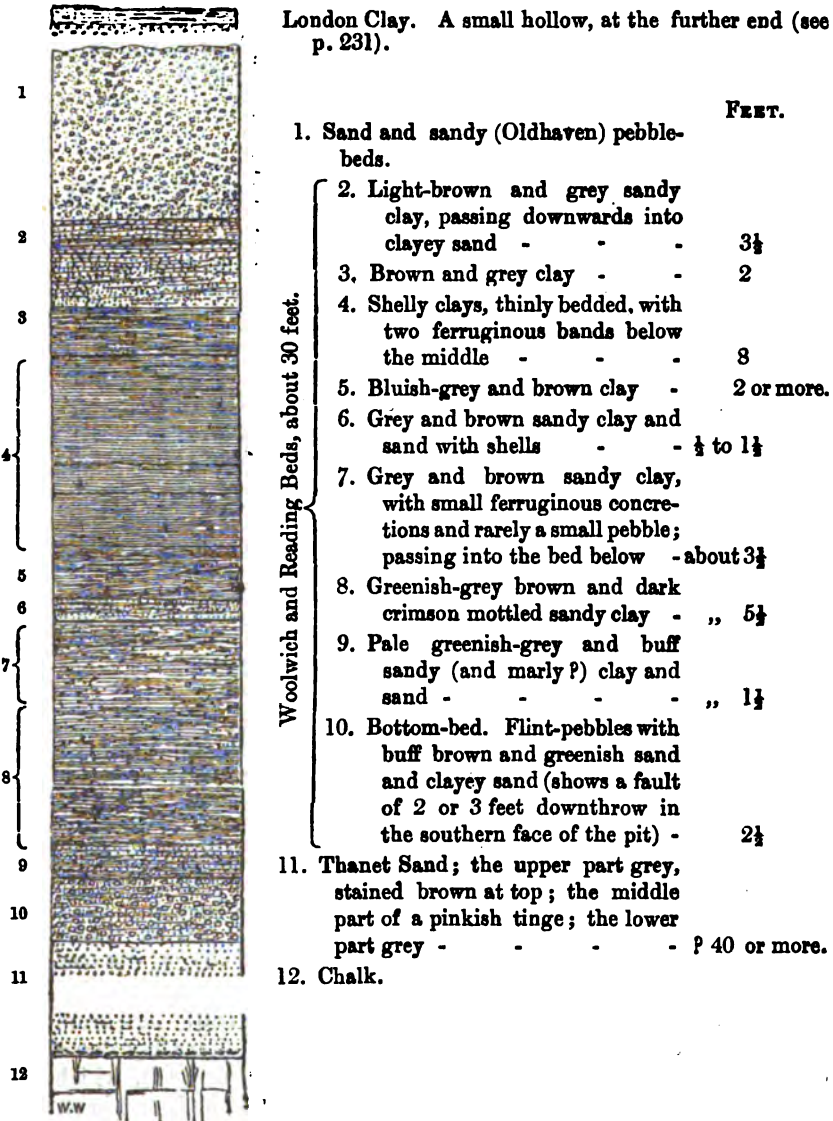 London Clay. A small hollow, at the further end (see
p. 231).
FEET.
1. Sand and sandy (Oldhaven) pebble-
beds.
Woolwich and Reading Beds, about 30 feet.
2. Light-brown and grey sandy
clay, passing downwards into
clayey sand - - - 3½
3. Brown and grey clay - - 2
4. Shelly clays, thinly bedded, with
two ferruginous bands below
the middle - - - 8
5. Bluish-grey and brown clay - 2 or more.
6. Grey and brown sandy clay and
sand with shells - - ½ to 1½
7. Grey and brown sandy clay,
with small ferruginous concre-
tions and rarely a small pebble;
passing into the bed below - about 3½
8. Greenish-grey brown and dark
crimson mottled sandy clay - „ 5½
9. Pale greenish-grey and buff
sandy (and marly ?) clay and
sand - - - - - „ 1½
10. Bottom-bed. Flint-pebbles with
buff brown and greenish sand
and clayey sand (shows a fault
of 2 or 3 feet downthrow in
the southern face of the pit) - 2½
11. Thanet Sand; the upper part grey,
stained brown at top; the middle
part of a pinkish tinge; the lower
part grey - - - - ? 40 or more.
12. Chalk.
1
2
3
4
5
6
7
8
9
10
11
12
W.W